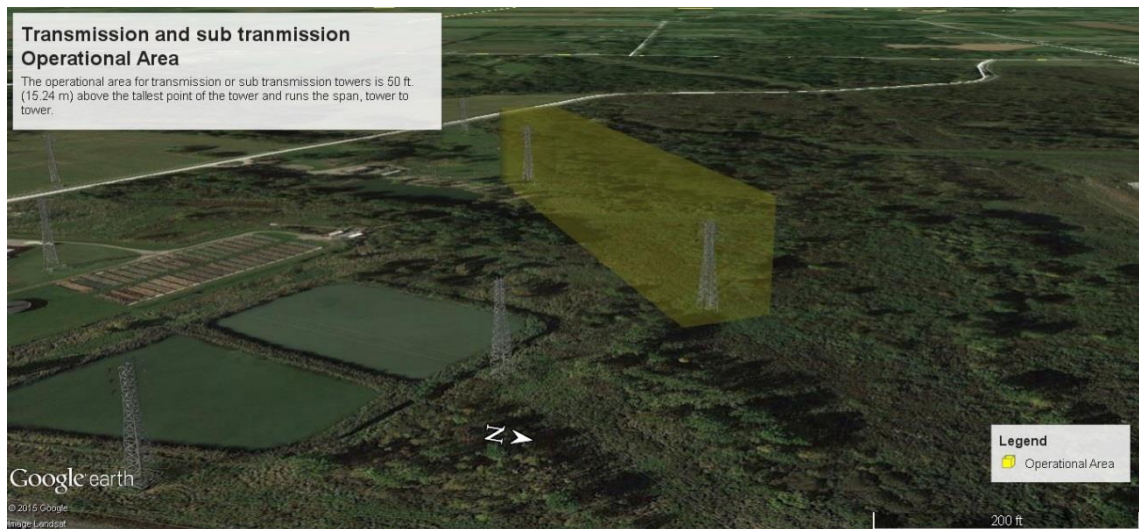 Transmission and sub tranmission
Operational Area
The operational area for transmission or sub transmission towers is 50 ft.
(15.24 m) above the tallest point of the tower and runs the span, tower to
tower.
N
Legend
Operational Area
Google earth
© 2015 Google
Image Landsat
200 ft